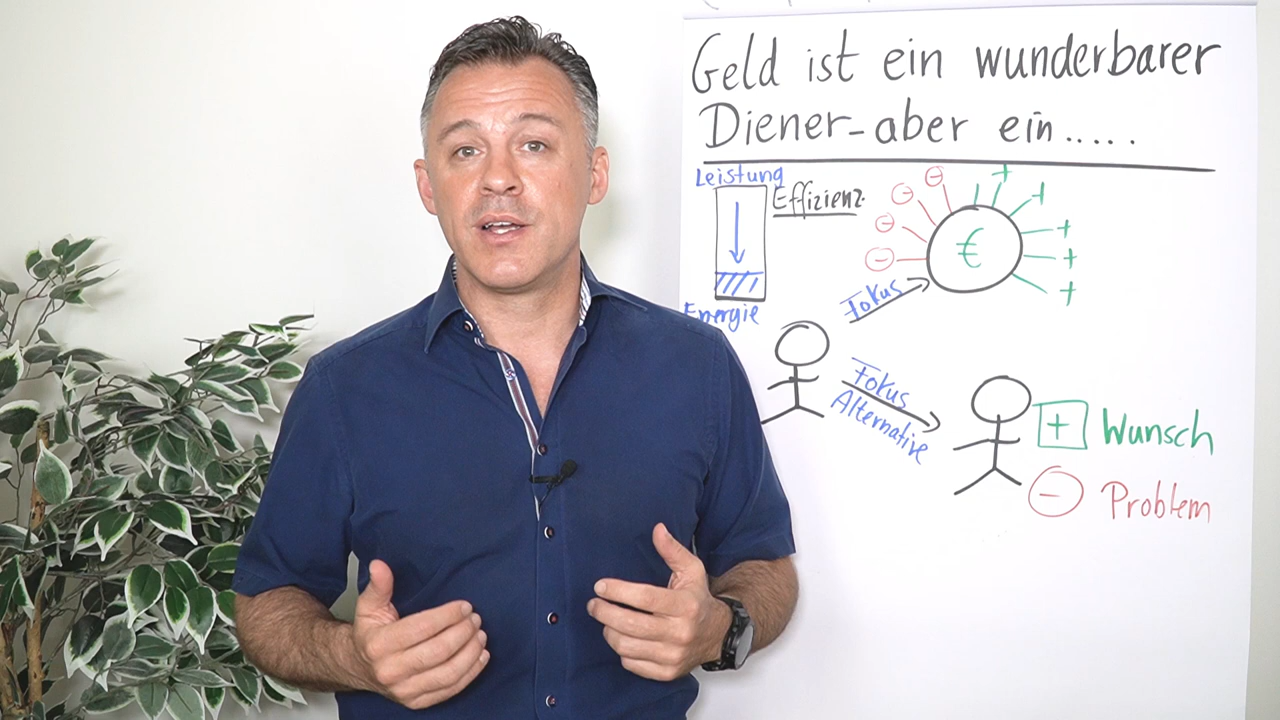 Geld ist ein wunderbarer
Diener-aber ein.....
Leistung
Effizienz
Energie
- - - - + + + + + +
€
Fokus
Fokus
Alternative
+ Wunsch
- Problem